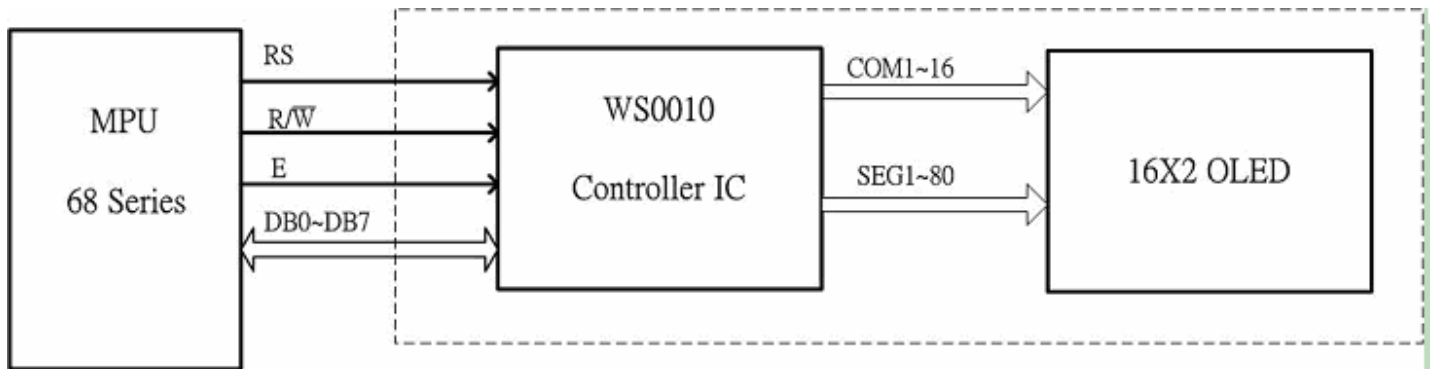 MPU
68 Series
RS
R/W̅
E
DB0~DB7
WS0010
Controller IC
COM1~16
SEG1~80
16X2 OLED